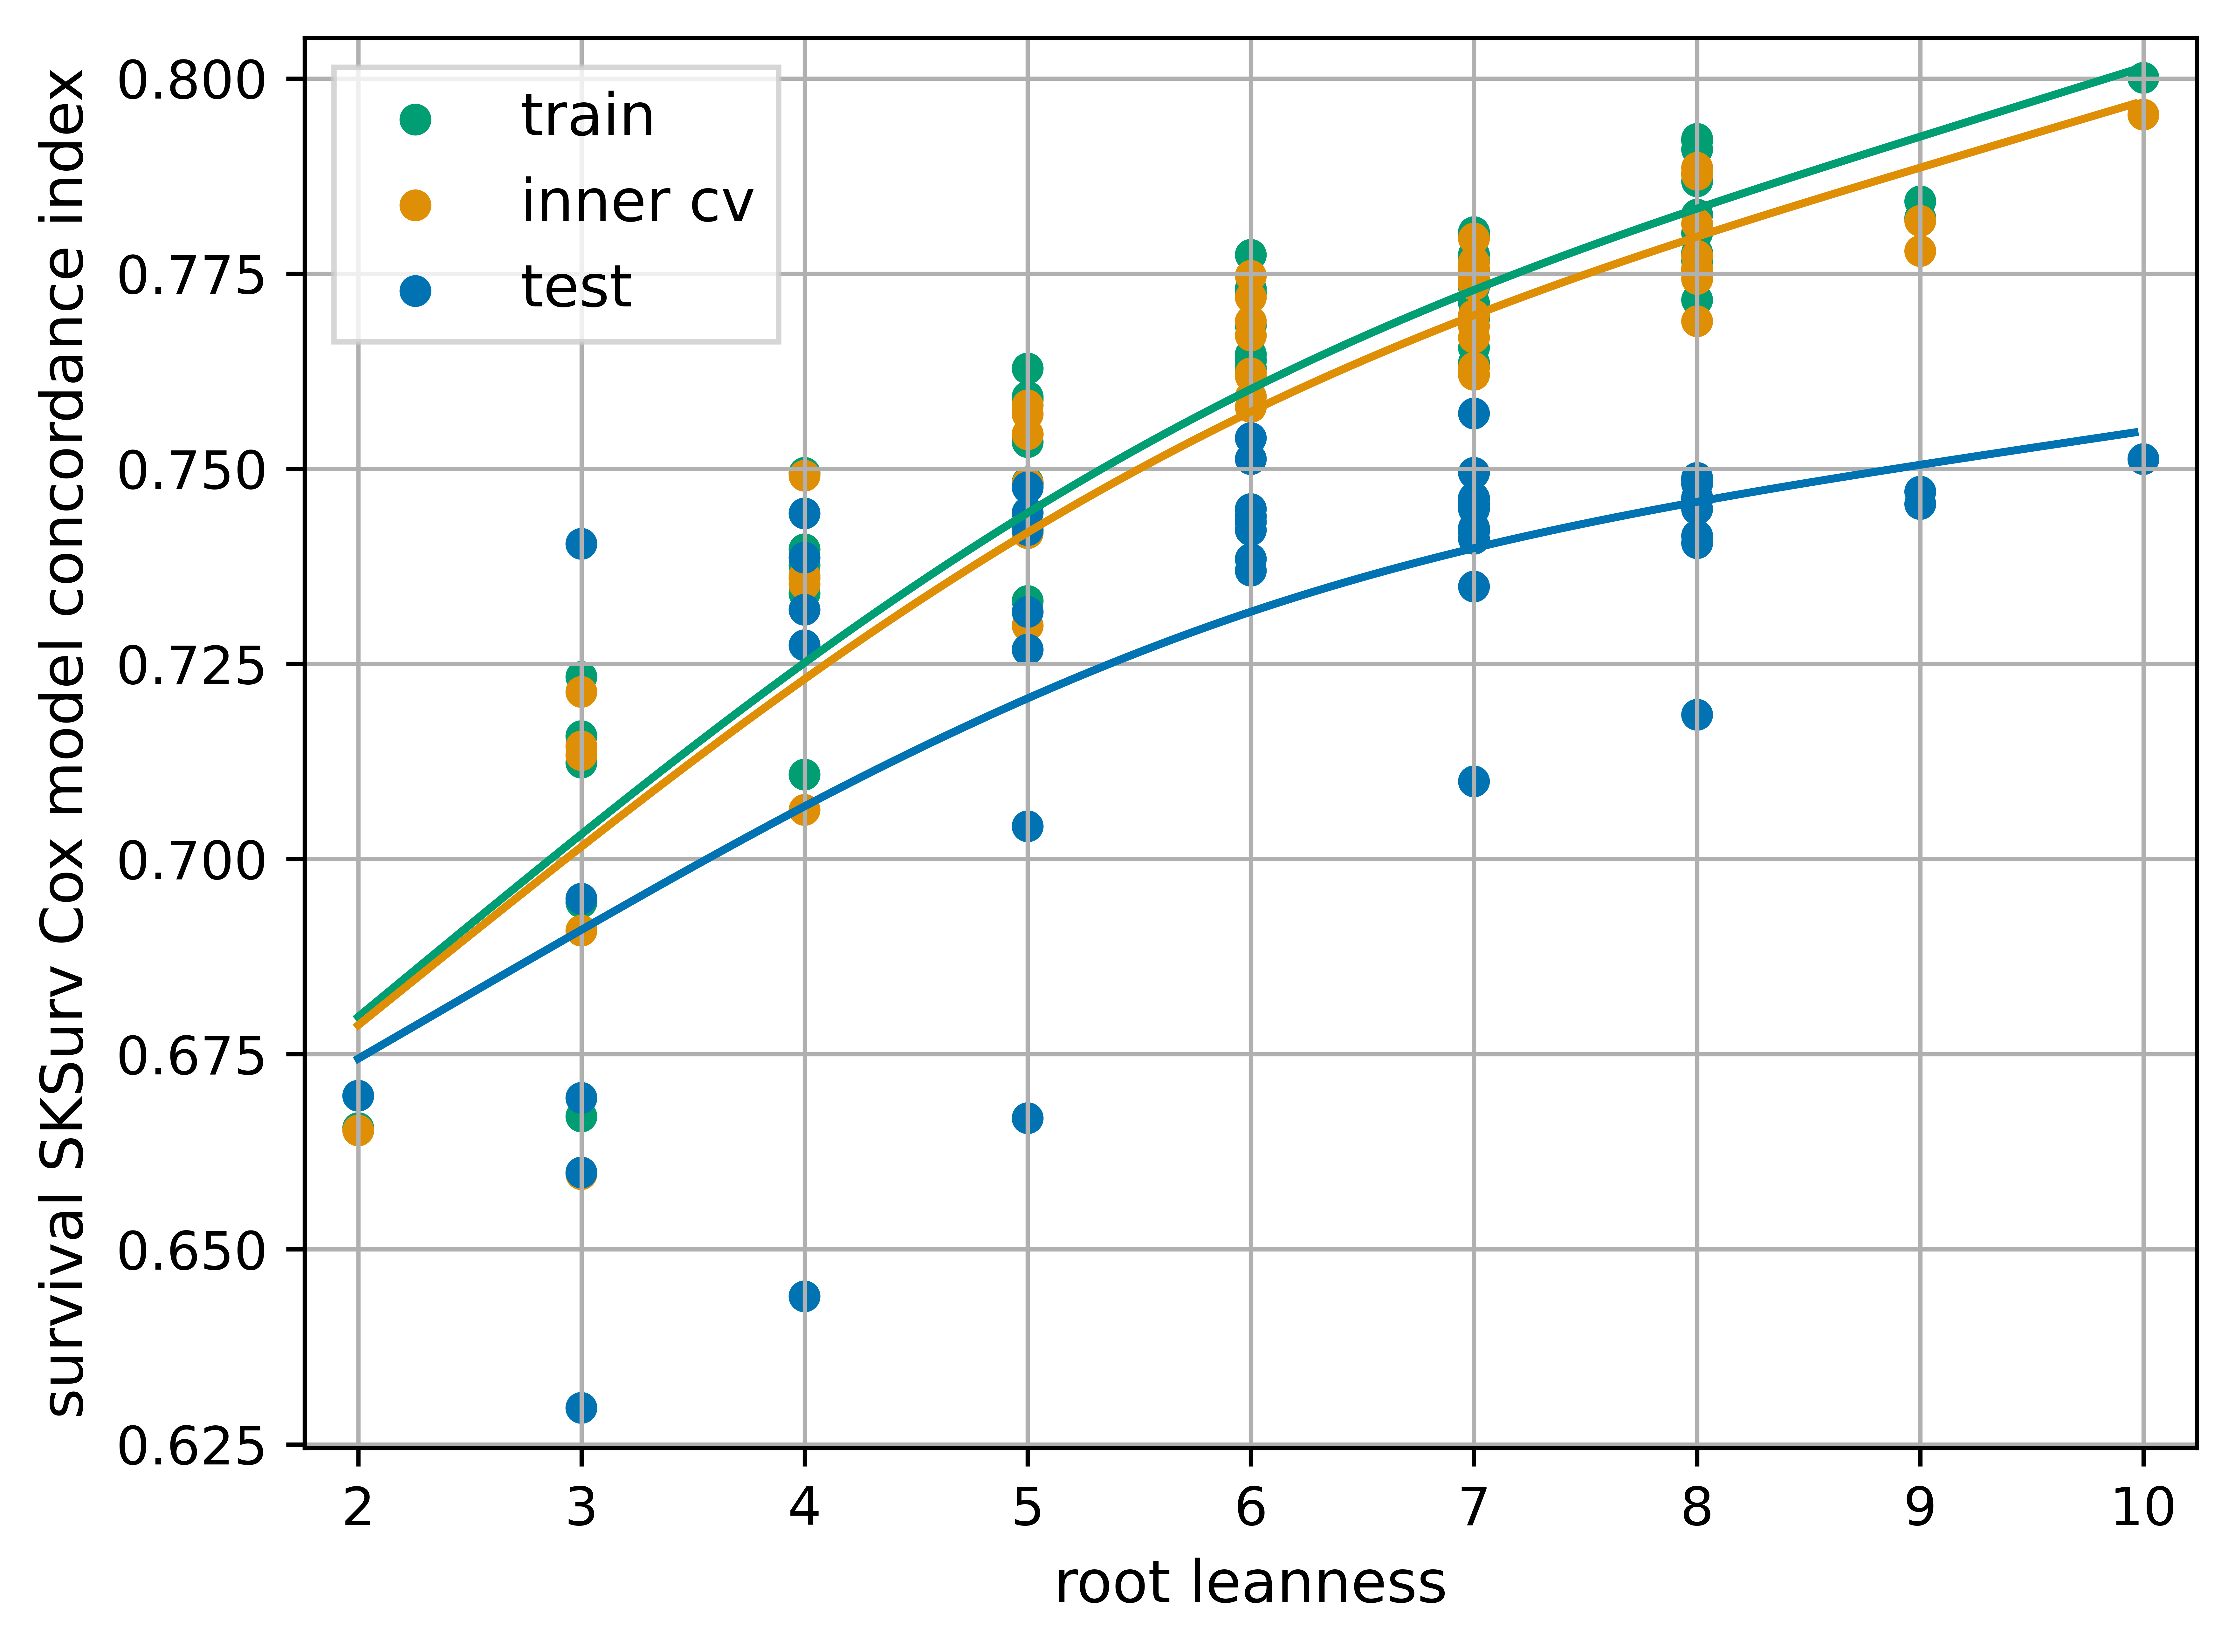 survival SKSurv Cox model concordance index
0.800
0.775
0.750
0.725
0.700
0.675
0.650
0.625
train
inner cv
test
2 3 4 5 6 7 8 9 10
root leanness